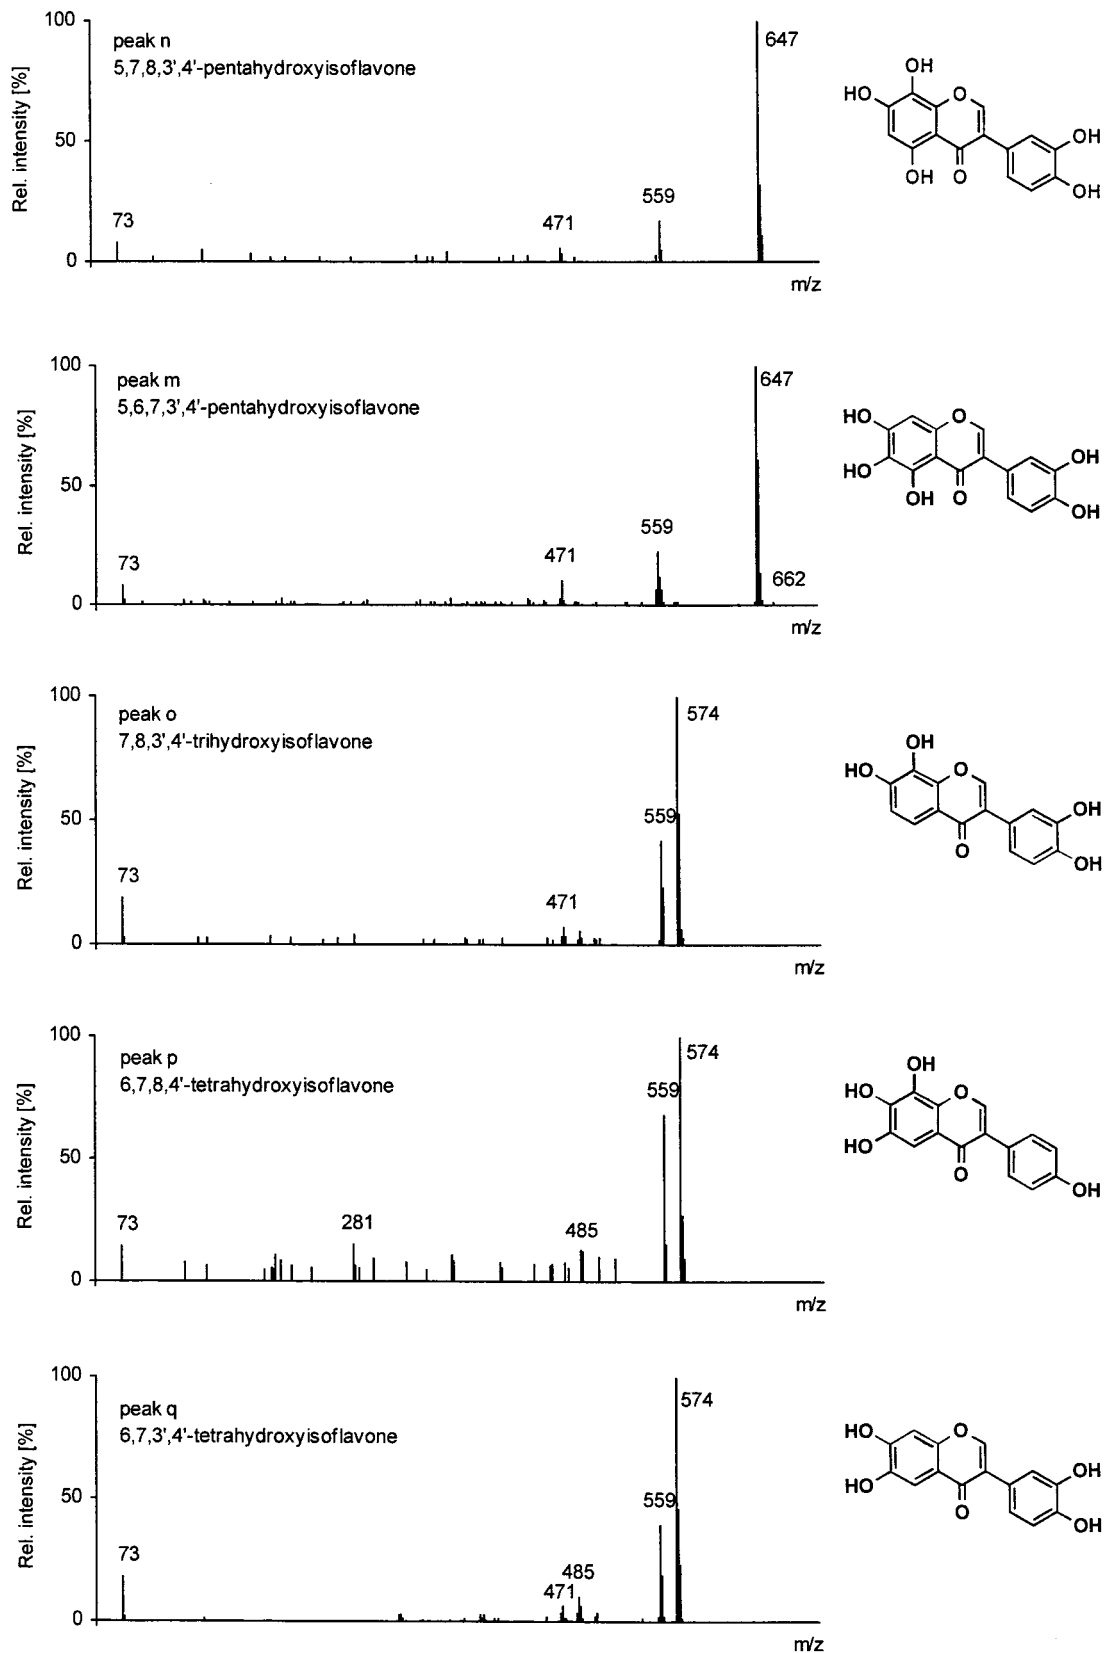 100
peak n
5,7,8,3',4'-pentahydroxyisoflavone
647
Rel. intensity [%]
50
73
471
559
0
m/z
OH
HO
O
OH
OH
O
OH
100
peak m
5,6,7,3',4'-pentahydroxyisoflavone
647
Rel. intensity [%]
50
73
471
559
662
0
m/z
HO
O
HO
OH
OH
O
OH
100
peak o
7,8,3',4'-trihydroxyisoflavone
574
Rel. intensity [%]
50
559
73
471
0
m/z
OH
HO
O
OH
O
OH
100
peak p
6,7,8,4'-tetrahydroxyisoflavone
574
559
Rel. intensity [%]
50
73
281
485
0
m/z
OH
HO
O
HO
O
OH
100
peak q
6,7,3',4'-tetrahydroxyisoflavone
574
Rel. intensity [%]
50
559
73
485
471
0
m/z
HO
O
HO
OH
O
OH